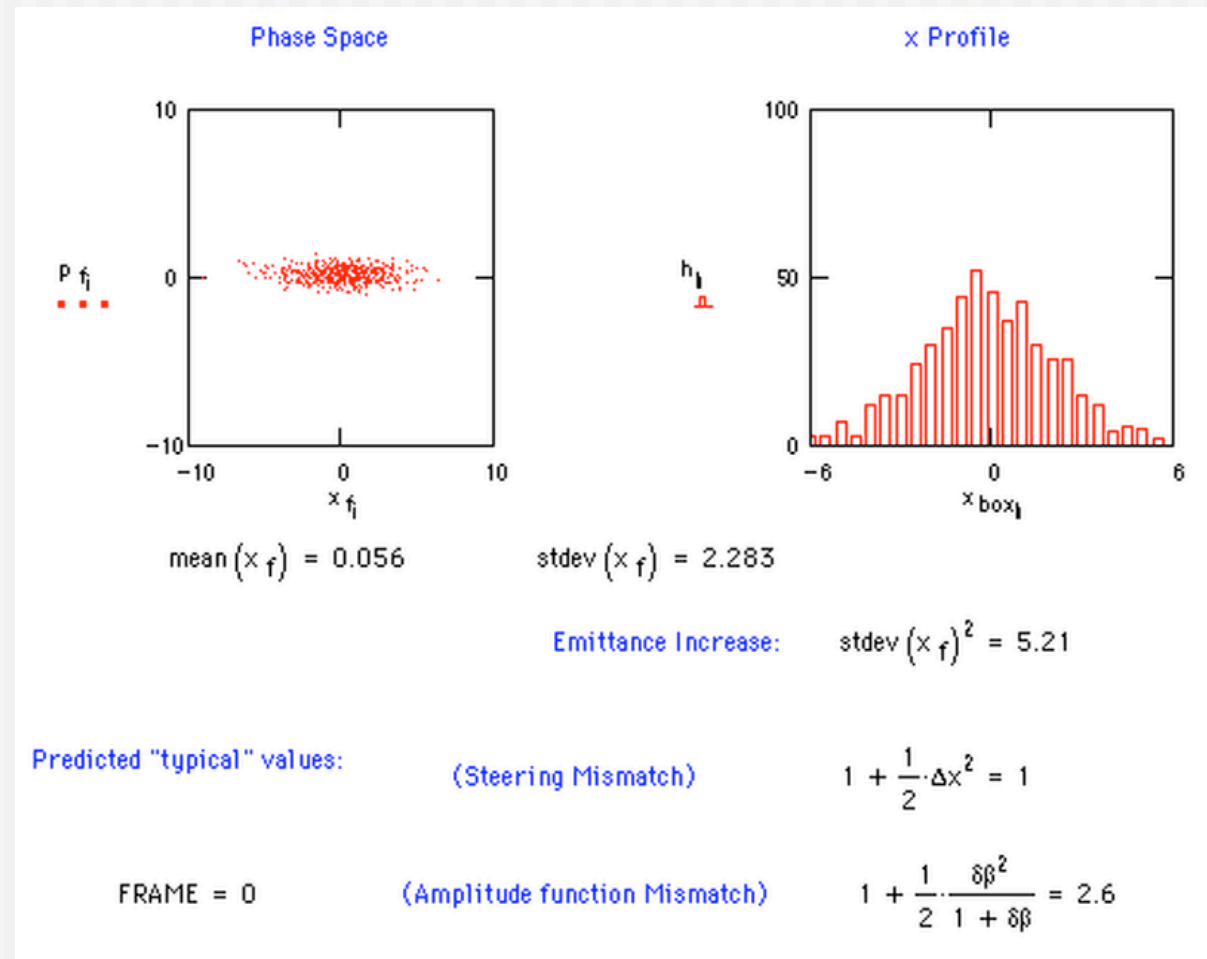 Phase Space
x Profile
10
0
-10
p f_i
-10 0 10
x f_i
100
50
0
h_i
-6 0 6
x box_i
mean (x f) = 0.056
stdev (x f) = 2.283
Emittance Increase: stdev (x f)² = 5.21
Predicted "typical" values:
(Steering Mismatch) 1 + 1/2·Δx² = 1
FRAME = 0
(Amplitude function Mismatch) 1 + 1/2·δβ²/(1 + δβ) = 2.6